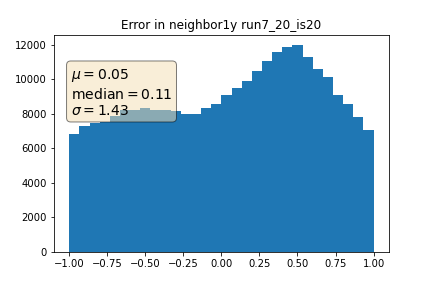 Error in neighbor1y run7_20_is20
12000
10000
8000
6000
4000
2000
0
μ = 0.05
median = 0.11
σ = 1.43
−1.00 −0.75 −0.50 −0.25 0.00 0.25 0.50 0.75 1.00